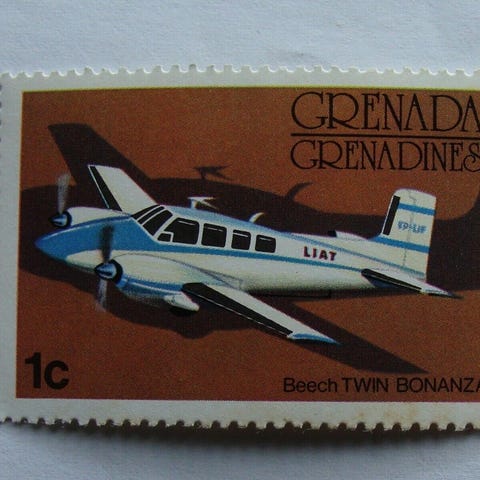 GRENADA
GRENADINES
LIAT
1c
Beech TWIN BONANZA